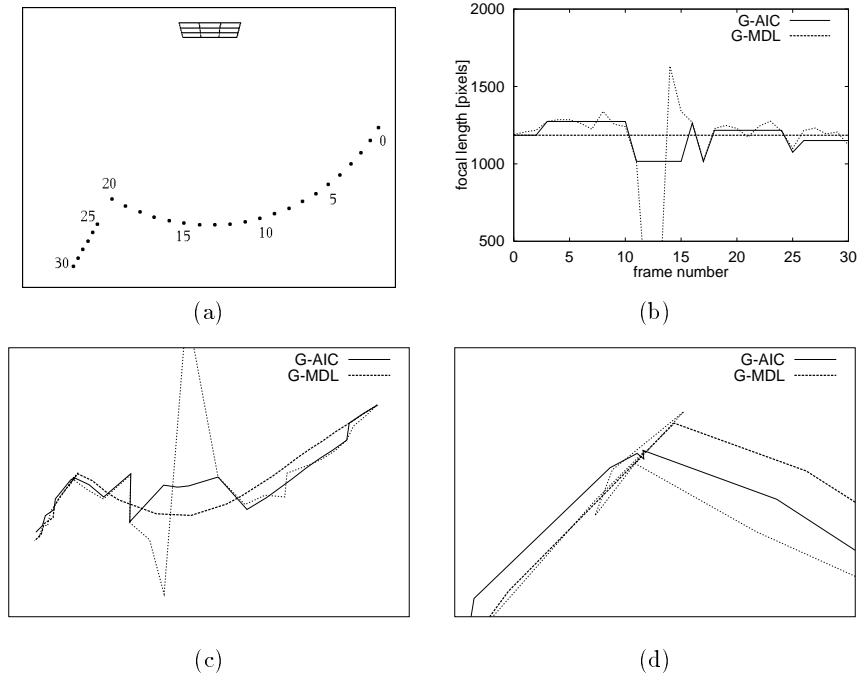 0
5
10
15
20
25
30
(a)
2000
1500
1000
500
focal length [pixels]
G-AIC
G-MDL
0 5 10 15 20 25 30
frame number
(b)
G-AIC
G-MDL
(c)
G-AIC
G-MDL
(d)